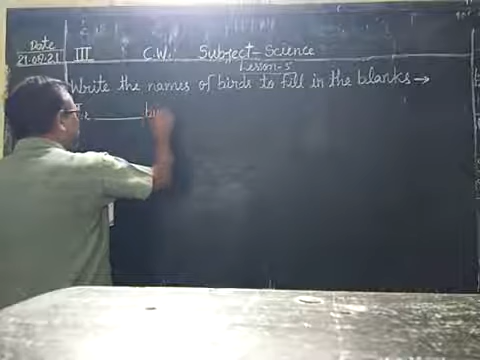 Date III C.W. Subject - Science
21.09.21 Lesson-5
Write the names of birds to fill in the blanks →